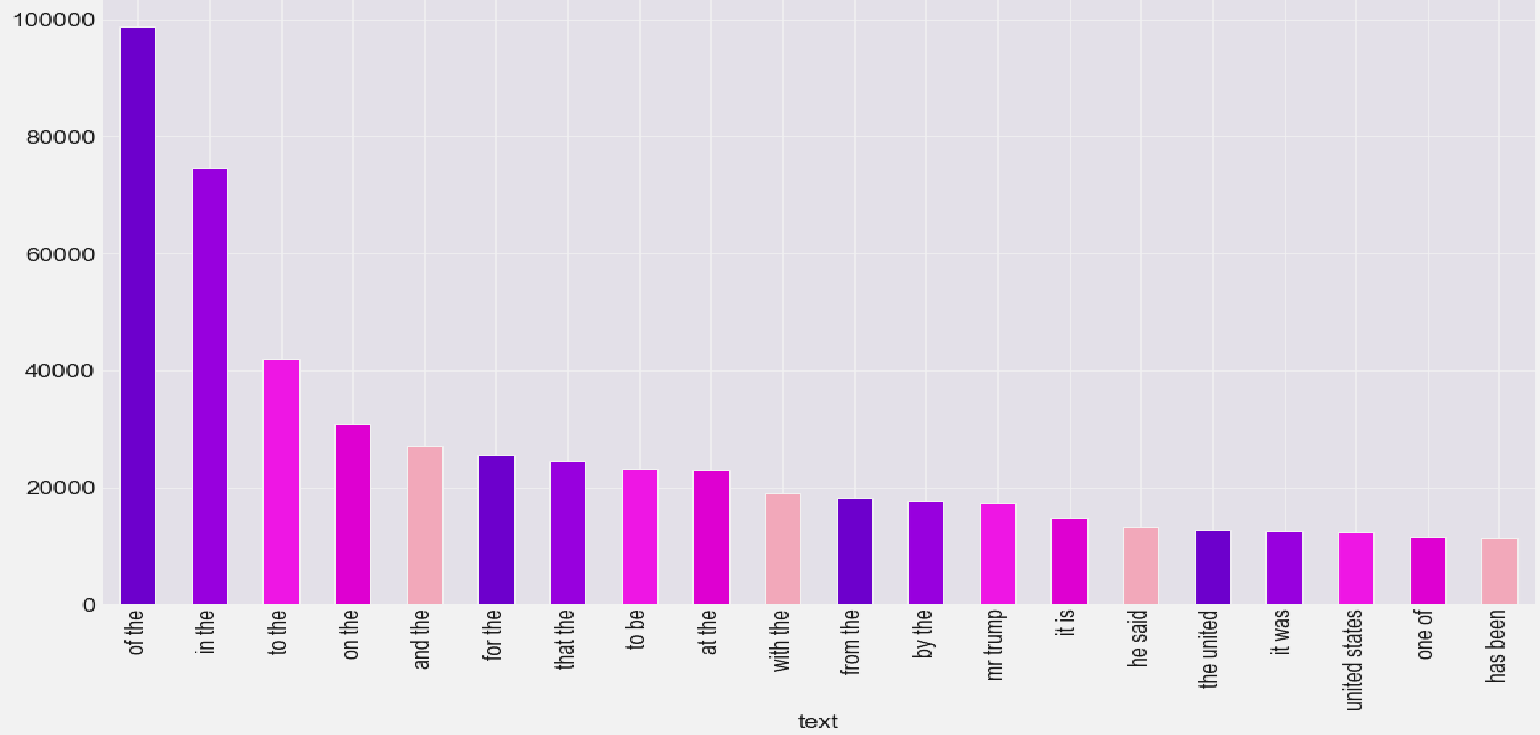 100000
80000
60000
40000
20000
0
of the
in the
to the
on the
and the
for the
that the
to be
at the
with the
from the
by the
mr trump
it is
he said
the united
it was
united states
one of
has been
text